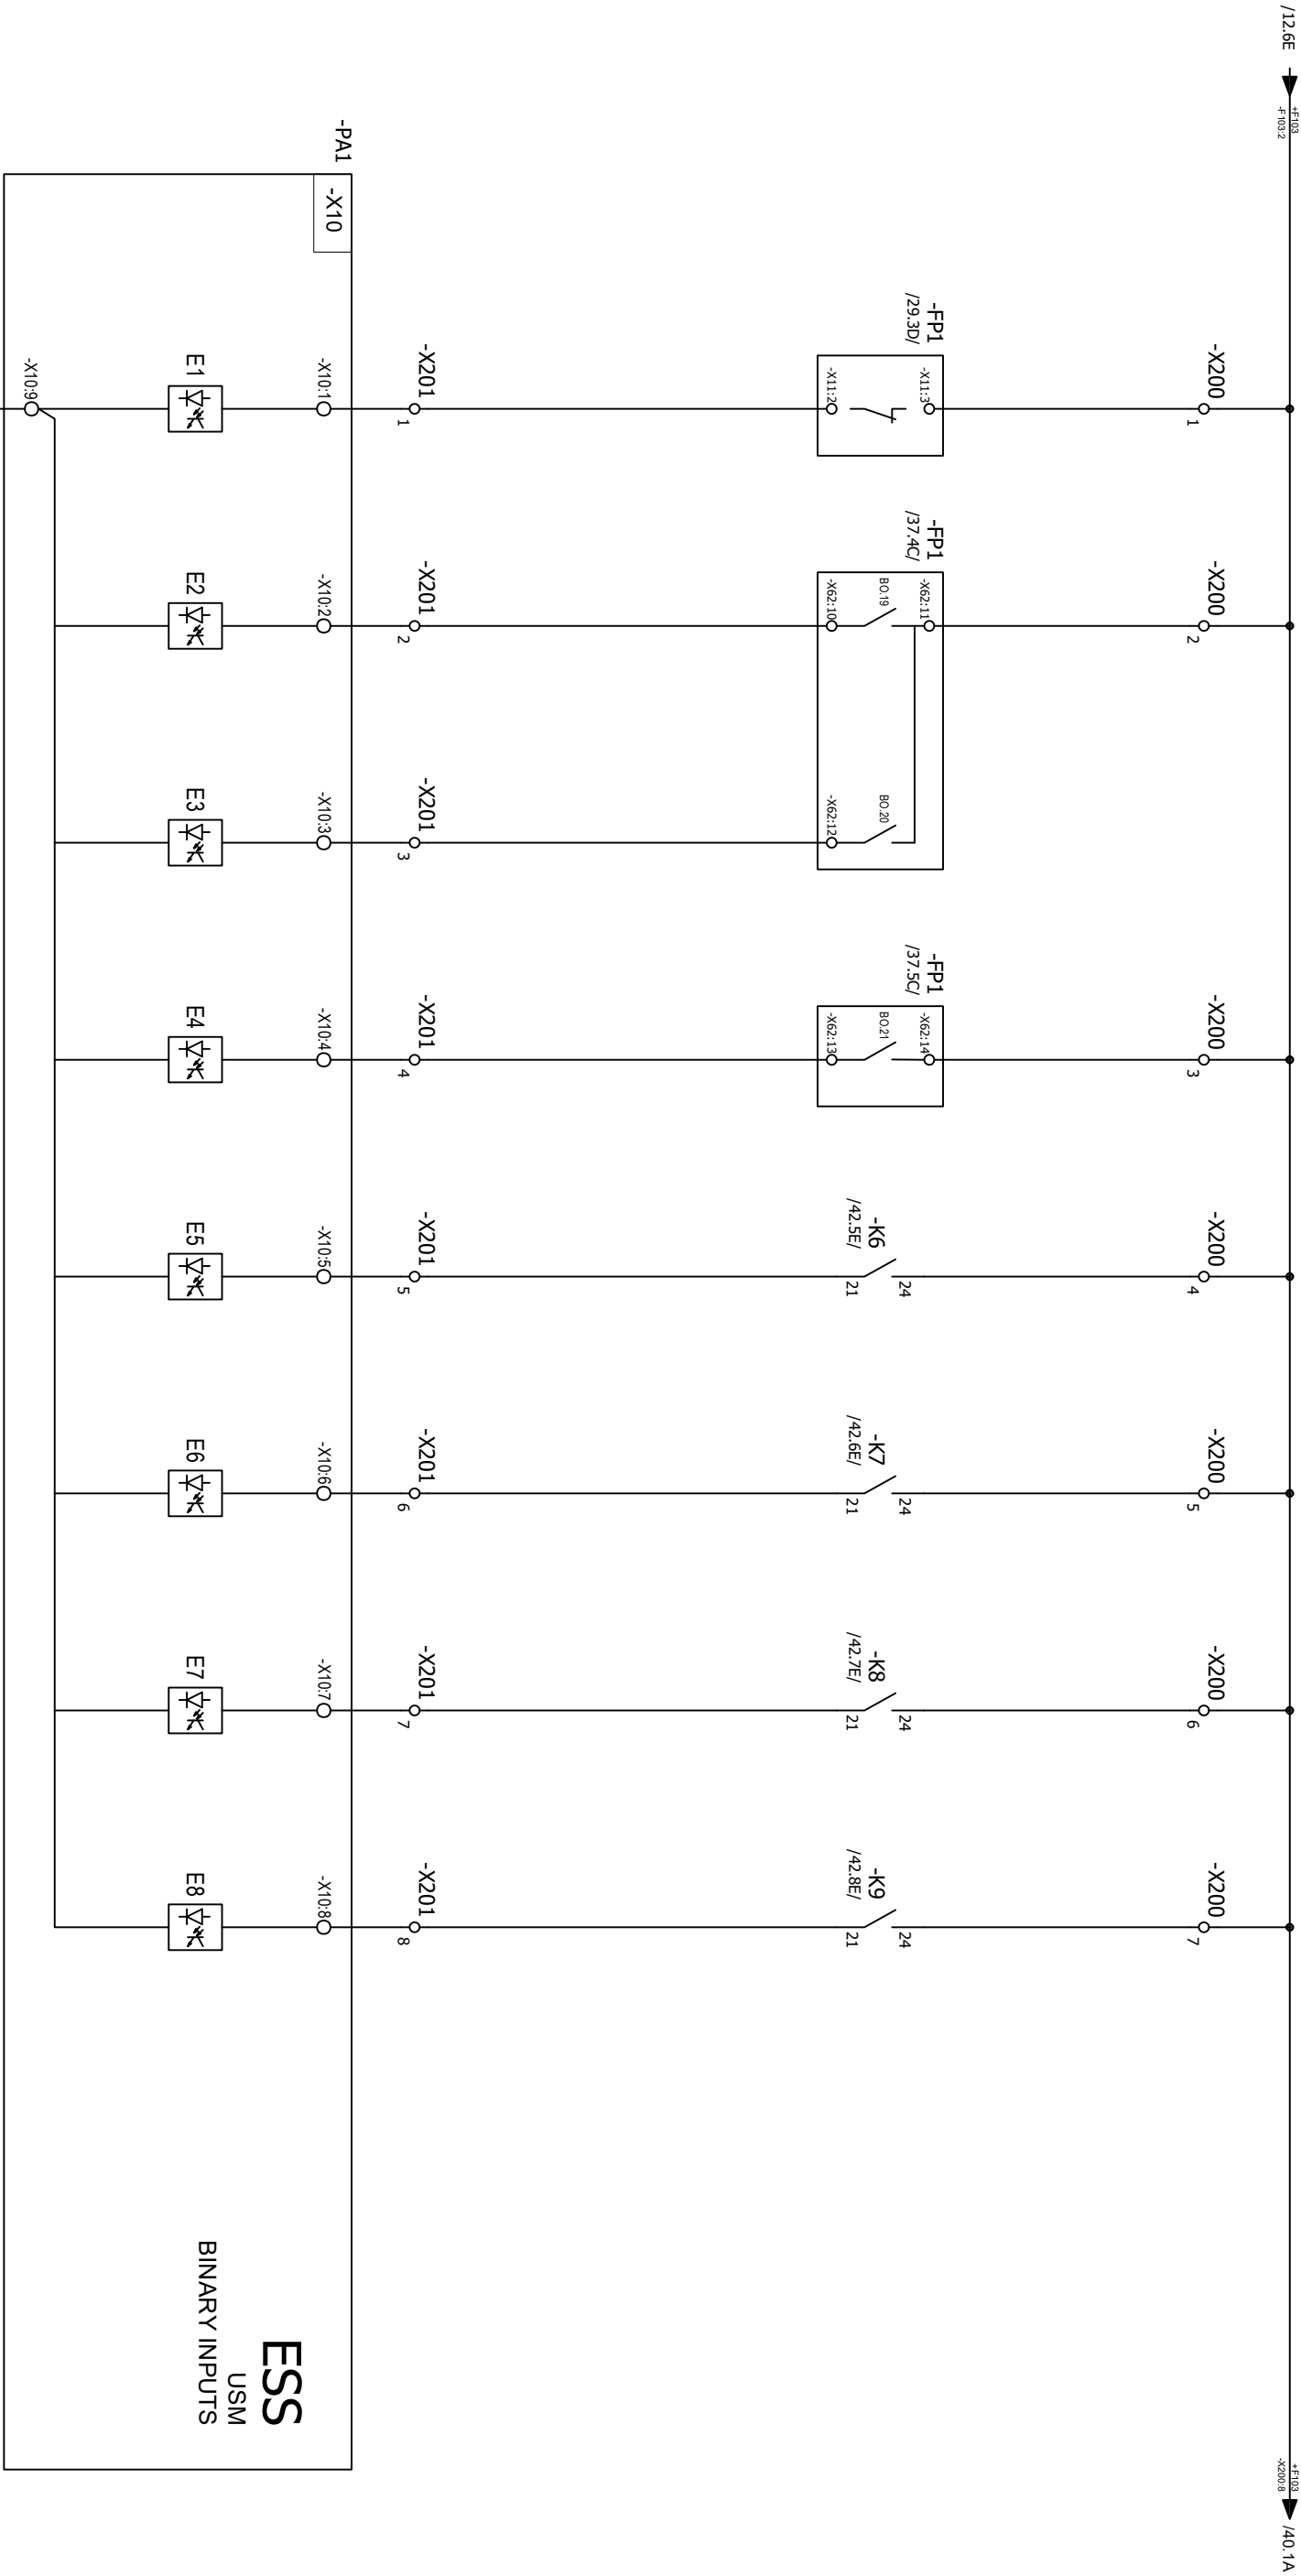 /12.6E
+F103
-F103:2
+F103
-X200:8
/40.1A
-X200
1
-X200
2
-X200
3
-X200
4
-X200
5
-X200
6
-X200
7
-FP1
/29.3D/
-X11:3
-X11:2
-FP1
/37.4C/
-X62:11
BO.19
-X62:10
BO.20
-X62:12
-FP1
/37.5C/
-X62:14
BO.21
-X62:13
-K6
/42.5E/
24
21
-K7
/42.6E/
24
21
-K8
/42.7E/
24
21
-K9
/42.8E/
24
21
-X201
1
-X201
2
-X201
3
-X201
4
-X201
5
-X201
6
-X201
7
-X201
8
-PA1
-X10
-X10:1
-X10:2
-X10:3
-X10:4
-X10:5
-X10:6
-X10:7
-X10:8
E1
E2
E3
E4
E5
E6
E7
E8
-X10:9
ESS
USM
BINARY INPUTS